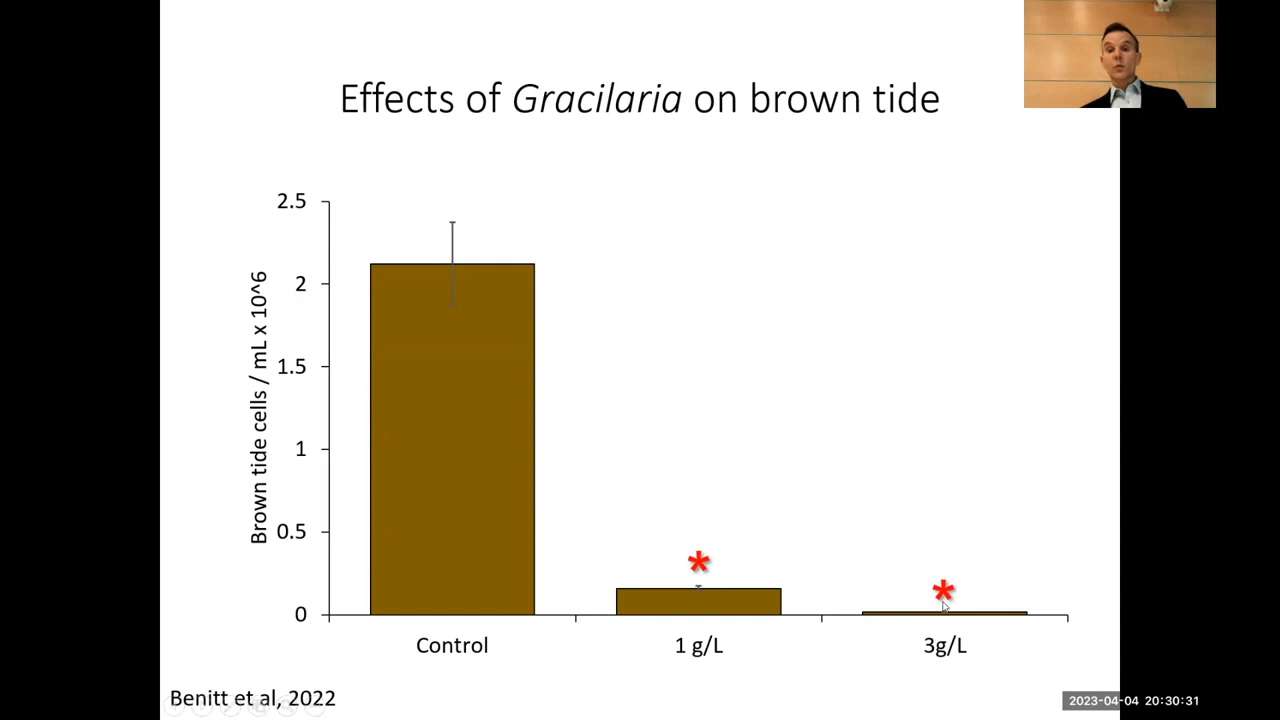 Effects of Gracilaria on brown tide
2.5
2
1.5
1
0.5
0
Brown tide cells / mL x 10^6
*
*
Control
1 g/L
3g/L
Benitt et al, 2022
2023-04-04 20:30:31